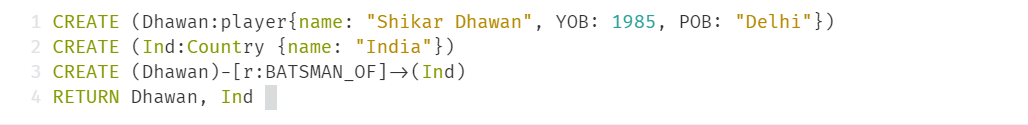 1 CREATE (Dhawan:player{name: "Shikar Dhawan", YOB: 1985, POB: "Delhi"})
2 CREATE (Ind:Country {name: "India"})
3 CREATE (Dhawan)-[r:BATSMAN_OF]->(Ind)
4 RETURN Dhawan, Ind